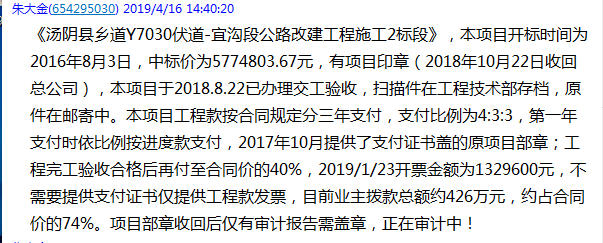 朱大金(654295030) 2019/4/16 14:40:20
《汤阴县乡道Y7030伏道-宜沟段公路改建工程施工2标段》，本项目开标时间为
2016年8月3日，中标价为5774803.67元，有项目印章（2018年10月22日收回
总公司），本项目于2018.8.22已办理交工验收，扫描件在工程技术部存档，原
件在邮寄中。本项目工程款按合同规定分三年支付，支付比例为4:3:3，第一年
支付时依比例按进度款支付，2017年10月提供了支付证书盖的原项目部章；工
程完工验收合格后再付至合同价的40%，2019/1/23开票金额为1329600元，不
需要提供支付证书仅提供工程款发票，目前业主拨款总额约426万元，约占合同
价的74%。项目部章收回后仅有审计报告需盖章，正在审计中！